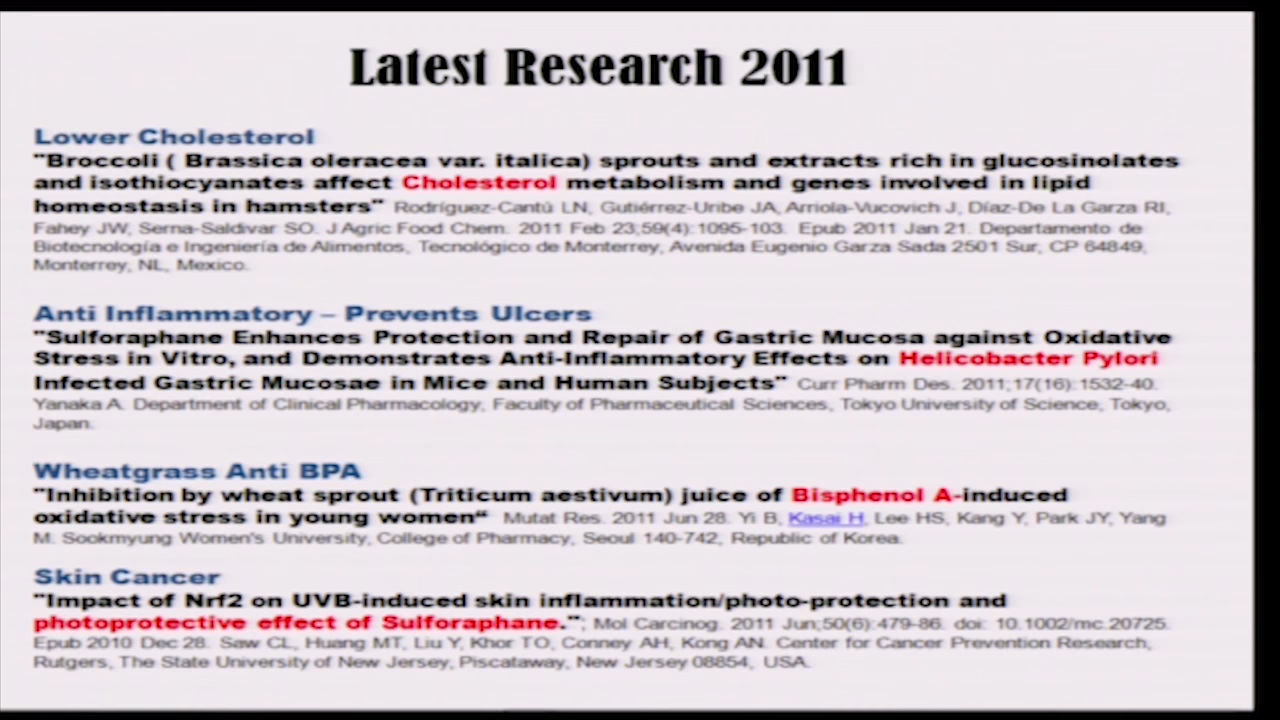 Latest Research 2011
Lower Cholesterol
"Broccoli ( Brassica oleracea var. italica) sprouts and extracts rich in glucosinolates
and isothiocyanates affect Cholesterol metabolism and genes involved in lipid
homeostasis in hamsters" Rodríguez-Cantú LN, Gutiérrez-Uribe JA, Arriola-Vucovich J, Díaz-De La Garza RI,
Fahey JW, Serna-Saldivar SO. J Agric Food Chem. 2011 Feb 23;59(4):1095-103. Epub 2011 Jan 21. Departamento de
Biotecnología e Ingeniería de Alimentos, Tecnológico de Monterrey, Avenida Eugenio Garza Sada 2501 Sur, CP 64849,
Monterrey, NL, Mexico.
Anti Inflammatory – Prevents Ulcers
"Sulforaphane Enhances Protection and Repair of Gastric Mucosa against Oxidative
Stress in Vitro, and Demonstrates Anti-Inflammatory Effects on Helicobacter Pylori
Infected Gastric Mucosae in Mice and Human Subjects" Curr Pharm Des. 2011;17(16):1532-40.
Yanaka A. Department of Clinical Pharmacology, Faculty of Pharmaceutical Sciences, Tokyo University of Science, Tokyo,
Japan.
Wheatgrass Anti BPA
"Inhibition by wheat sprout (Triticum aestivum) juice of Bisphenol A-induced
oxidative stress in young women“ Mutat Res. 2011 Jun 28. Yi B, Kasai H, Lee HS, Kang Y, Park JY, Yang
M. Sookmyung Women's University, College of Pharmacy, Seoul 140-742, Republic of Korea.
Skin Cancer
"Impact of Nrf2 on UVB-induced skin inflammation/photo-protection and
photoprotective effect of Sulforaphane."; Mol Carcinog. 2011 Jun;50(6):479-86. doi: 10.1002/mc.20725.
Epub 2010 Dec 28. Saw CL, Huang MT, Liu Y, Khor TO, Conney AH, Kong AN. Center for Cancer Prevention Research,
Rutgers, The State University of New Jersey, Piscataway, New Jersey 08854, USA.